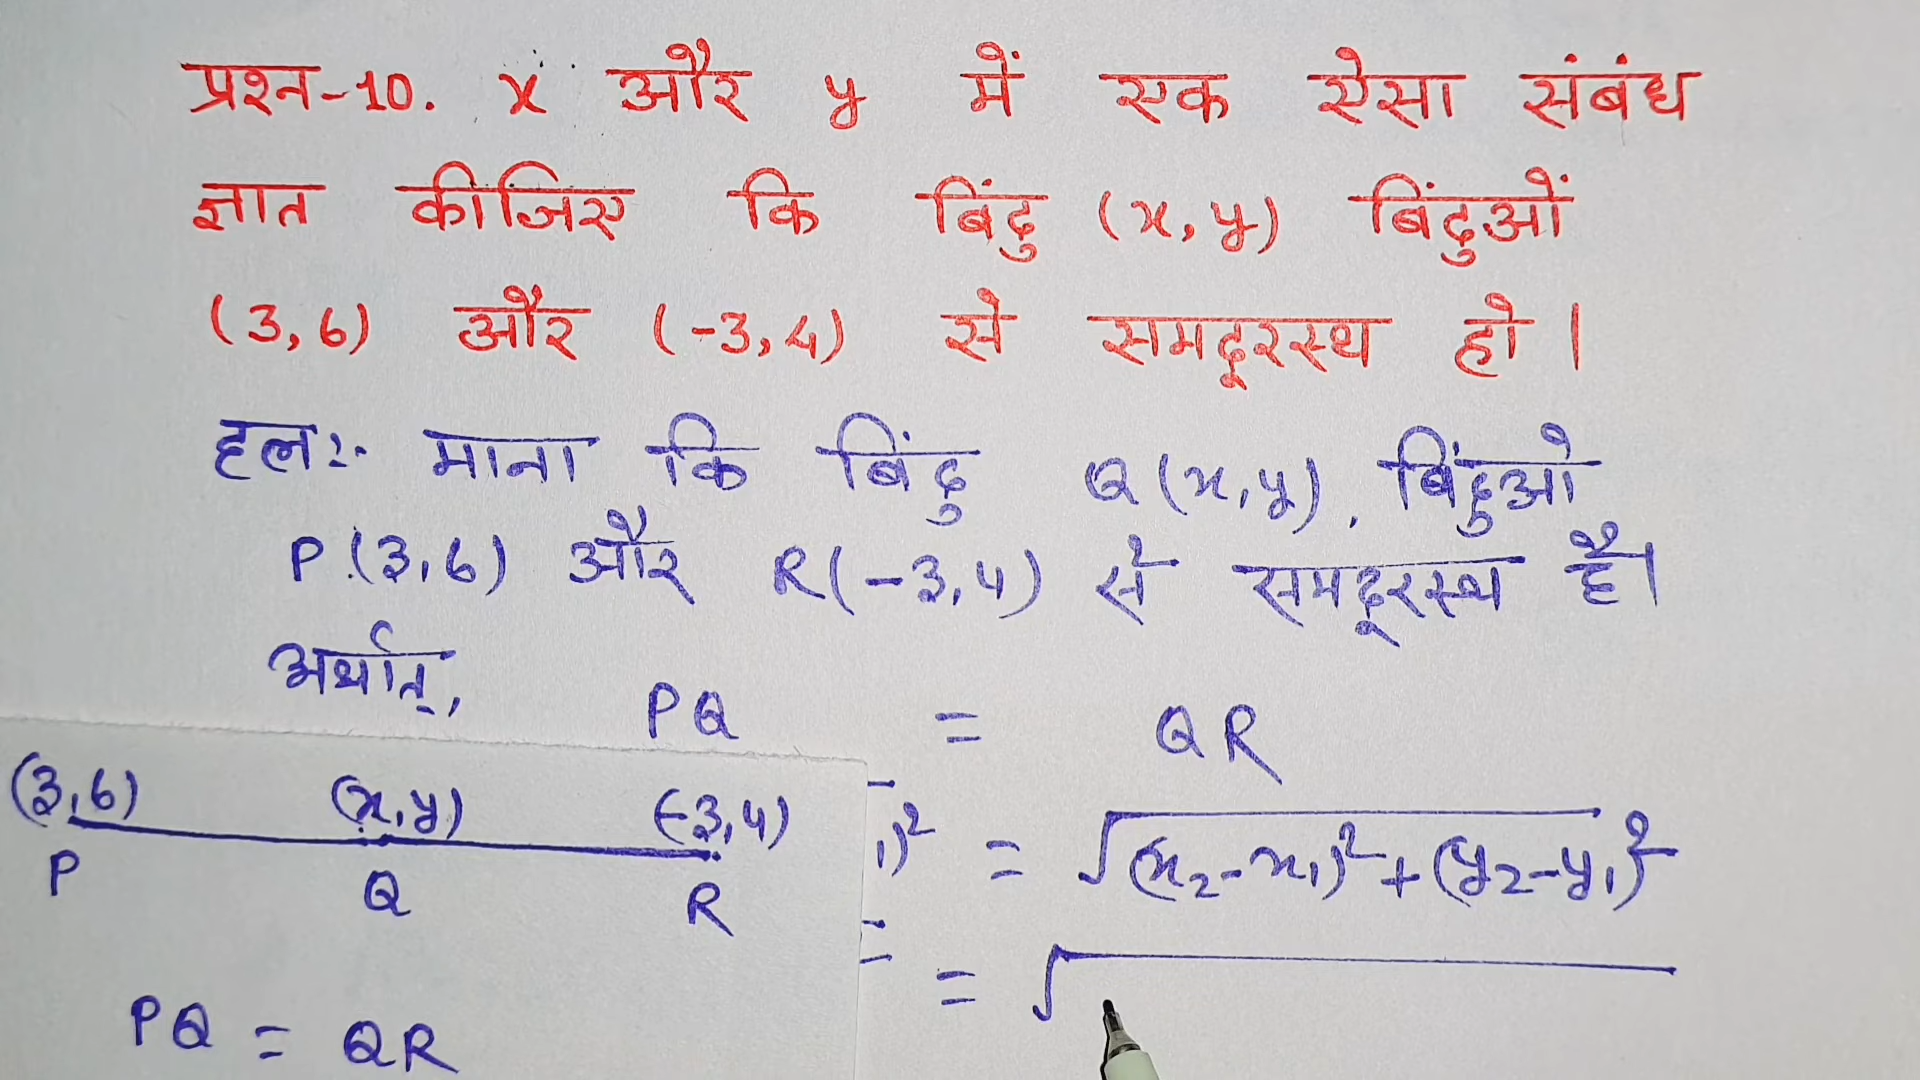 प्रश्न-10. x और y में एक ऐसा संबंध
ज्ञात कीजिए कि बिंदु (x, y) बिंदुओं
(3, 6) और (-3, 4) से समदूरस्थ हो।
हल:- माना कि बिंदु Q(x, y), बिंदुओ
P(3, 6) और R(-3, 4) से समदूरस्थ है।
अर्थात्,
PQ = QR
)² = √(x₂-x₁)²+(y₂-y₁)²
= √
(3,6) (x,y) (-3,4)
P Q R
PQ = QR